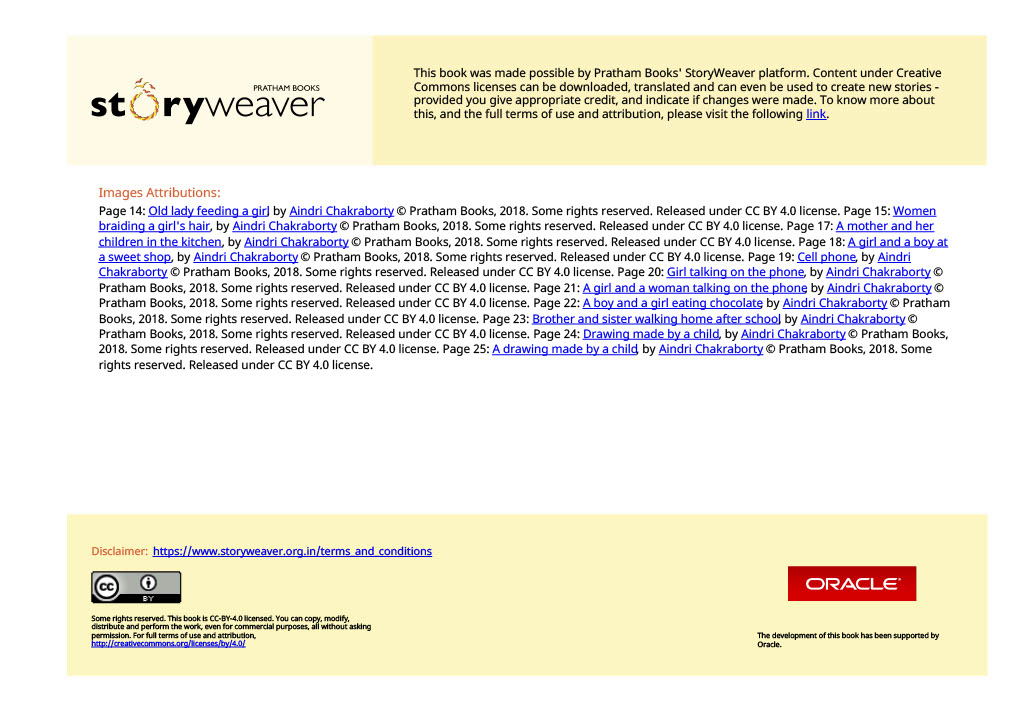 PRATHAM BOOKS
storyweaver
This book was made possible by Pratham Books' StoryWeaver platform. Content under Creative
Commons licenses can be downloaded, translated and can even be used to create new stories -
provided you give appropriate credit, and indicate if changes were made. To know more about
this, and the full terms of use and attribution, please visit the following link.
Images Attributions:
Page 14: Old lady feeding a girl, by Aindri Chakraborty © Pratham Books, 2018. Some rights reserved. Released under CC BY 4.0 license. Page 15: Women
braiding a girl's hair, by Aindri Chakraborty © Pratham Books, 2018. Some rights reserved. Released under CC BY 4.0 license. Page 17: A mother and her
children in the kitchen, by Aindri Chakraborty © Pratham Books, 2018. Some rights reserved. Released under CC BY 4.0 license. Page 18: A girl and a boy at
a sweet shop, by Aindri Chakraborty © Pratham Books, 2018. Some rights reserved. Released under CC BY 4.0 license. Page 19: Cell phone, by Aindri
Chakraborty © Pratham Books, 2018. Some rights reserved. Released under CC BY 4.0 license. Page 20: Girl talking on the phone, by Aindri Chakraborty ©
Pratham Books, 2018. Some rights reserved. Released under CC BY 4.0 license. Page 21: A girl and a woman talking on the phone, by Aindri Chakraborty ©
Pratham Books, 2018. Some rights reserved. Released under CC BY 4.0 license. Page 22: A boy and a girl eating chocolate, by Aindri Chakraborty © Pratham
Books, 2018. Some rights reserved. Released under CC BY 4.0 license. Page 23: Brother and sister walking home after school, by Aindri Chakraborty ©
Pratham Books, 2018. Some rights reserved. Released under CC BY 4.0 license. Page 24: Drawing made by a child, by Aindri Chakraborty © Pratham Books,
2018. Some rights reserved. Released under CC BY 4.0 license. Page 25: A drawing made by a child, by Aindri Chakraborty © Pratham Books, 2018. Some
rights reserved. Released under CC BY 4.0 license.
Disclaimer: https://www.storyweaver.org.in/terms_and_conditions
cc
BY
Some rights reserved. This book is CC-BY-4.0 licensed. You can copy, modify,
distribute and perform the work, even for commercial purposes, all without asking
permission. For full terms of use and attribution,
http://creativecommons.org/licenses/by/4.0/
ORACLE®
The development of this book has been supported by
Oracle.